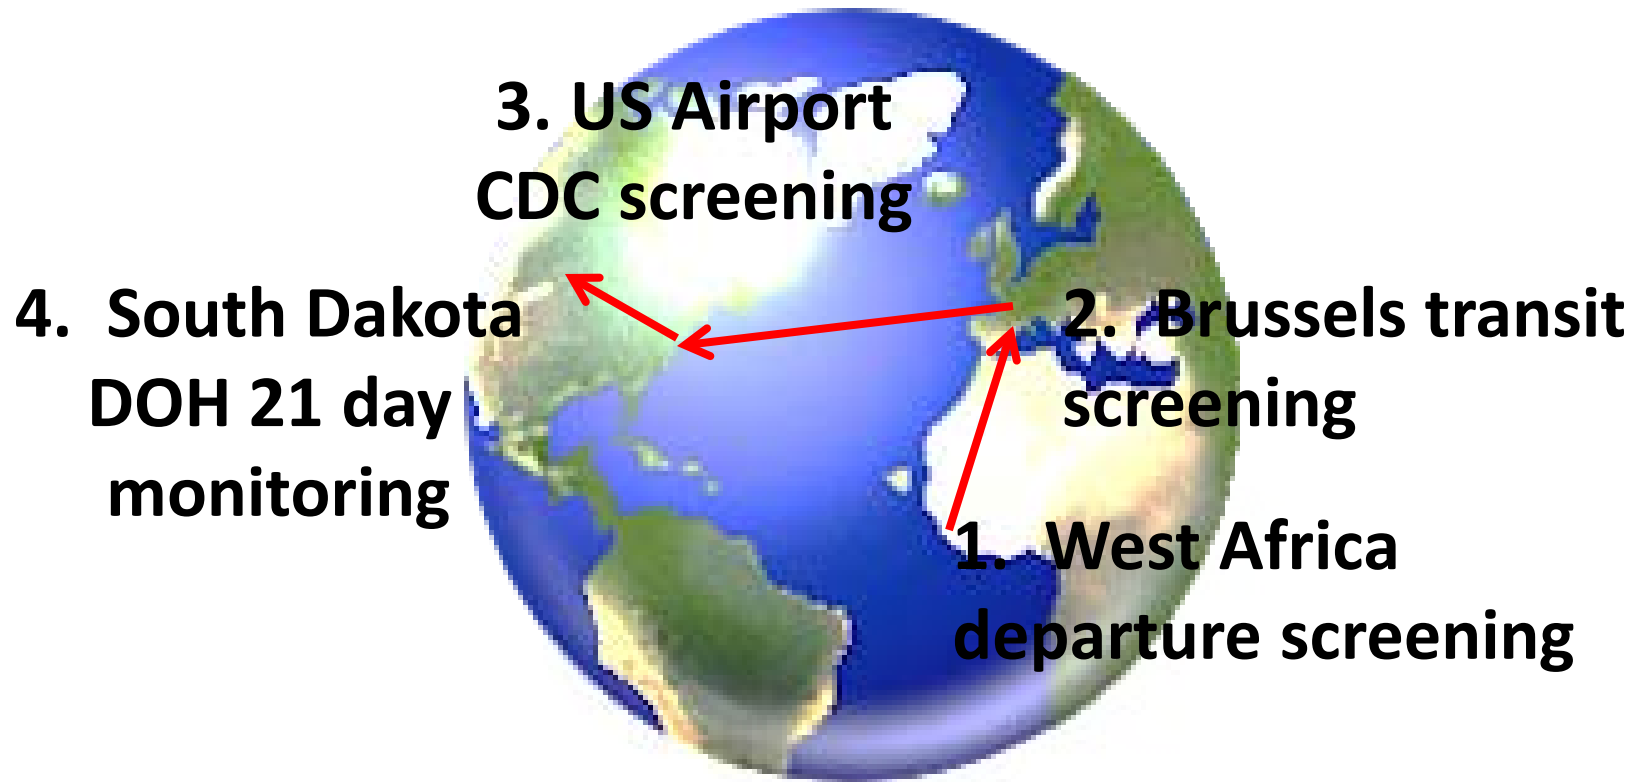 3. US Airport
CDC screening
4. South Dakota
DOH 21 day
monitoring
2. Brussels transit
screening
1. West Africa
departure screening